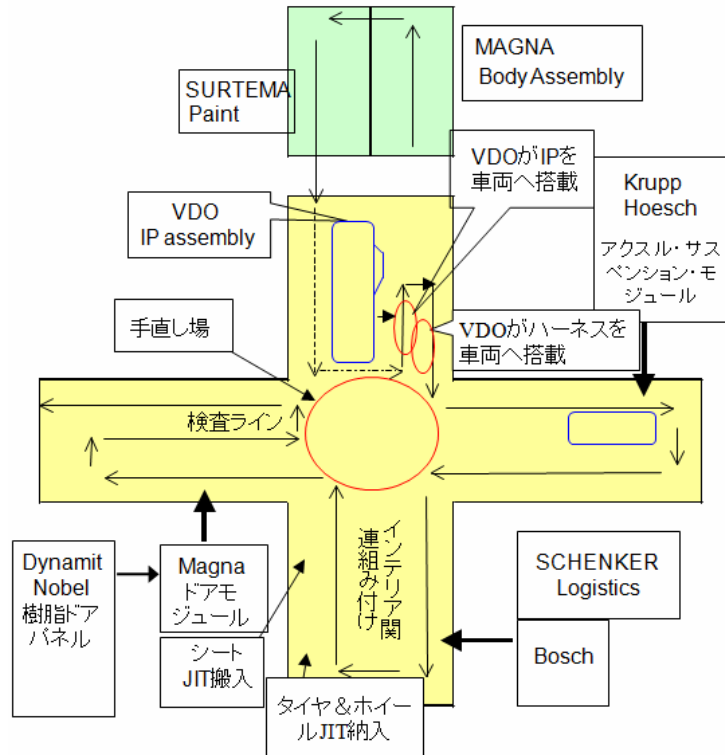 MAGNA
Body Assembly
SURTEMA
Paint
VDOがIPを
車両へ搭載
Krupp
Hoesch
アクスル・サス
ペンション・モ
ジュール
VDO
IP assembly
手直し場
VDOがハーネスを
車両へ搭載
検査ライン
インテリア関
連組み付け
Dynamit
Nobel
樹脂ドア
パネル
Magna
ドアモ
ジュール
SCHENKER
Logistics
シート
JIT搬入
Bosch
タイヤ&ホイー
ルJIT納入